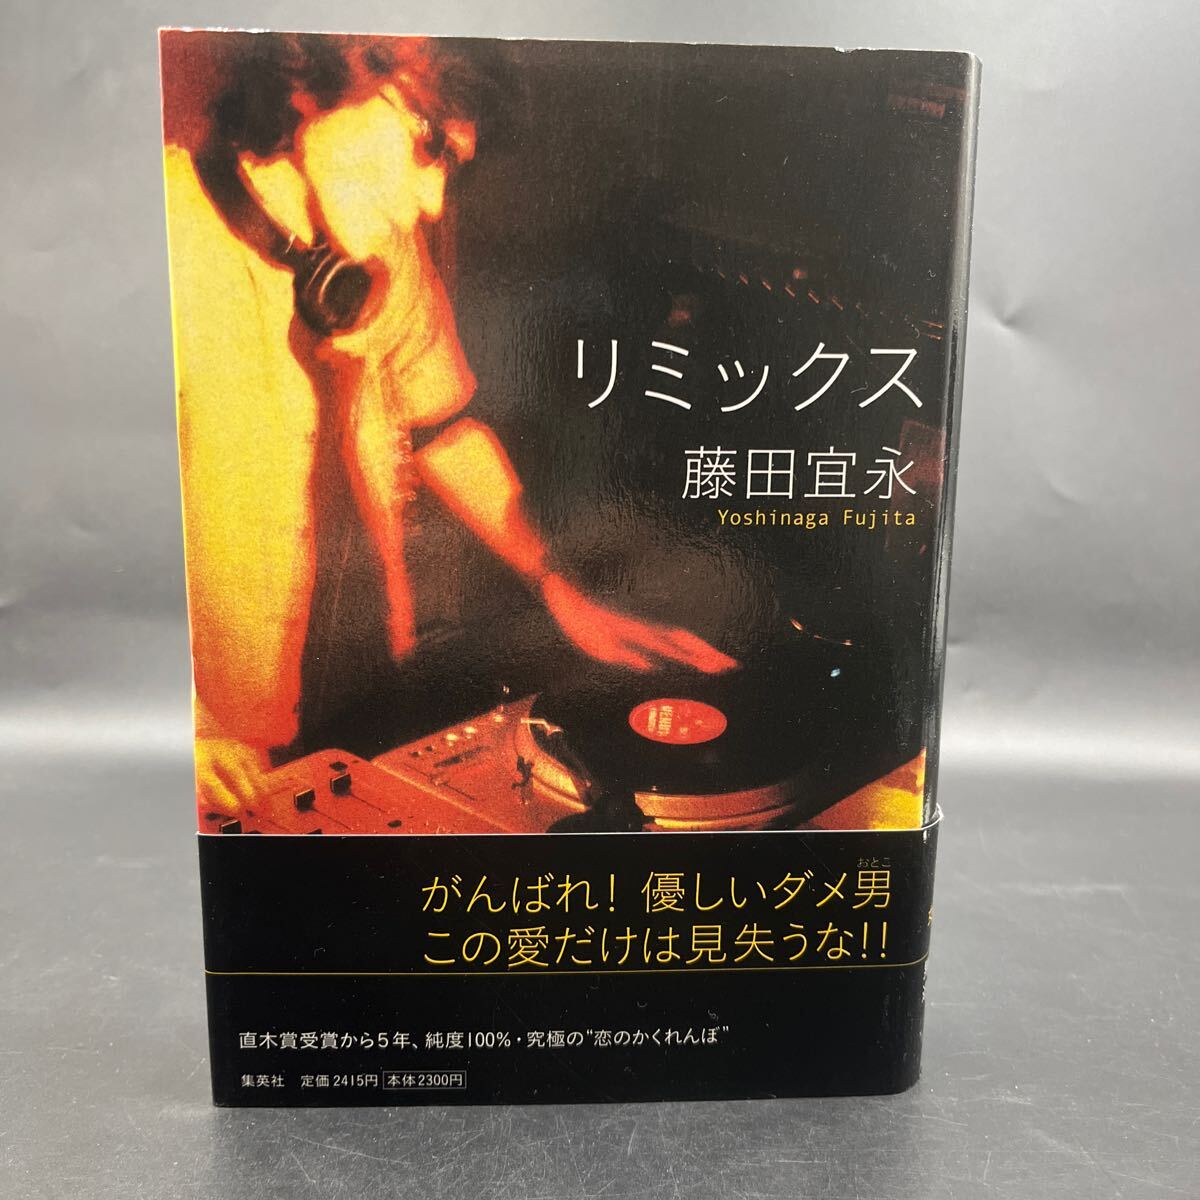 リミックス
藤田宜永
Yoshinaga Fujita
おとこ
がんばれ！優しいダメ男
この愛だけは見失うな!!
直木賞受賞から5年、純度100%・究極の“恋のかくれんぼ”
集英社 定価2415円 本体2300円